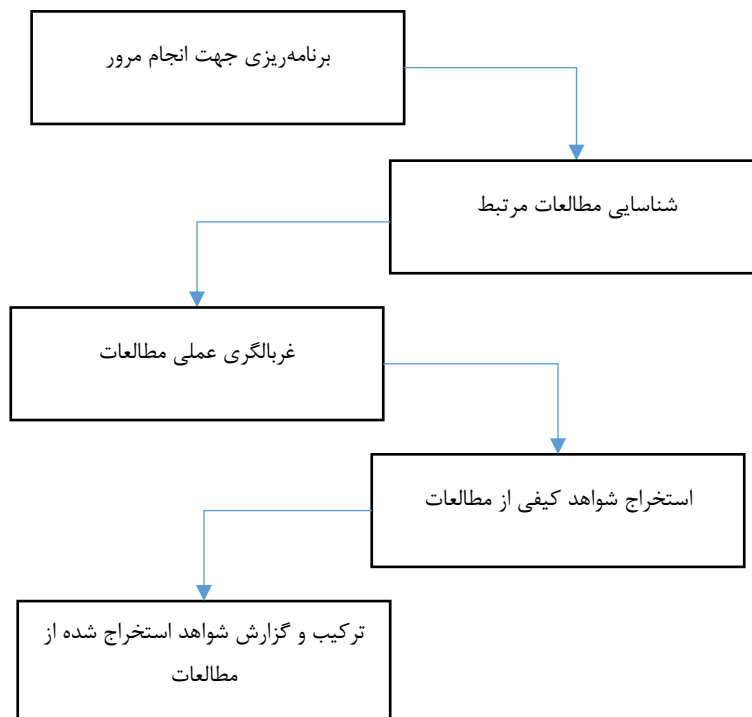 برنامه‌ریزی جهت انجام مرور
شناسایی مطالعات مرتبط
غربالگری عملی مطالعات
استخراج شواهد کیفی از مطالعات
ترکیب و گزارش شواهد استخراج شده از
مطالعات